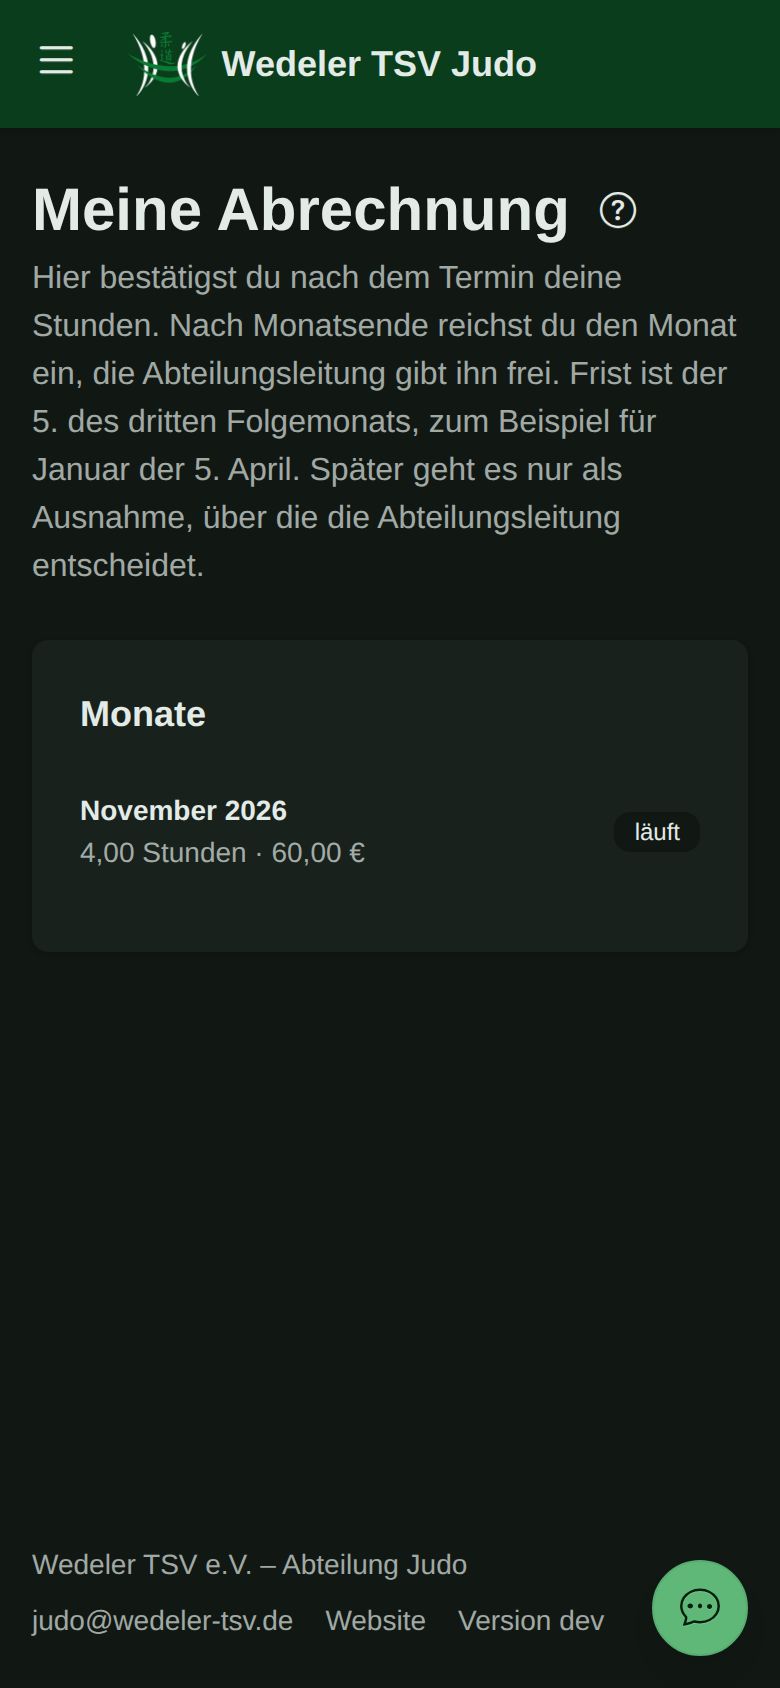 柔道
Wedeler TSV Judo
Meine Abrechnung ?
Hier bestätigst du nach dem Termin deine
Stunden. Nach Monatsende reichst du den Monat
ein, die Abteilungsleitung gibt ihn frei. Frist ist der
5. des dritten Folgemonats, zum Beispiel für
Januar der 5. April. Später geht es nur als
Ausnahme, über die die Abteilungsleitung
entscheidet.
Monate
November 2026
4,00 Stunden · 60,00 €
läuft
Wedeler TSV e.V. – Abteilung Judo
judo@wedeler-tsv.de Website Version dev